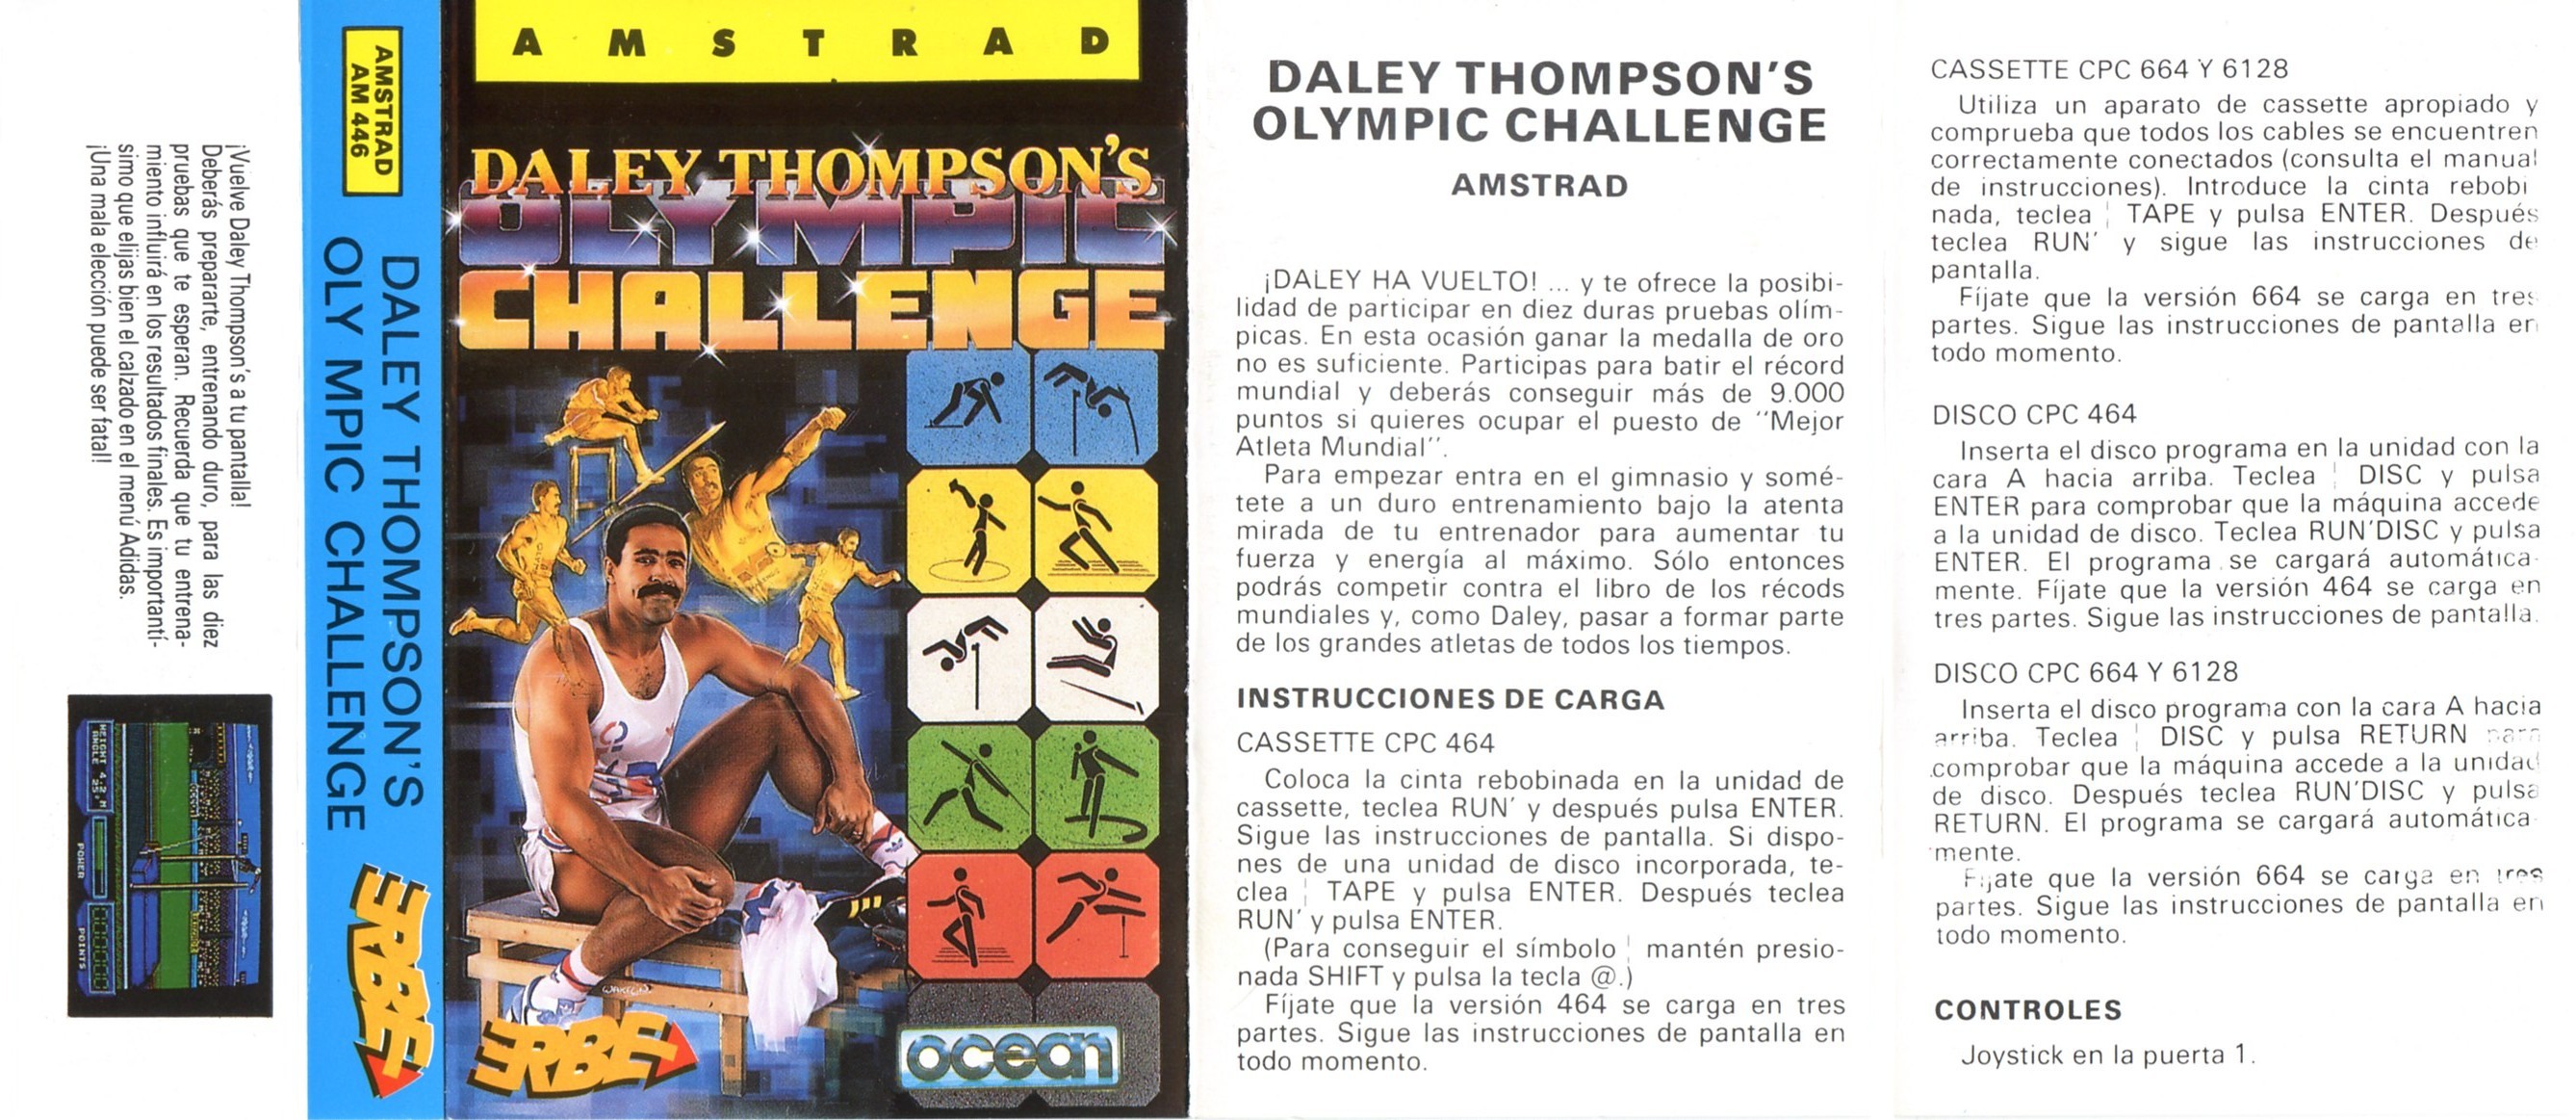 ¡Vuelve Daley Thompson's a tu pantalla!
Deberás prepararte, entrenando duro, para las diez
pruebas que te esperan. Recuerda que tu entrena-
miento influirá en los resultados finales. Es importantí-
simo que elijas bien el calzado en el menú Adidas.
¡Una mala elección puede ser fatal!
HEIGHT 4.2 M
ANGLE 25°
POWER
POINTS
AMSTRAD
AM 446
DALEY THOMPSON'S
OLY MPIC CHALLENGE
ERBE
A M S T R A D
DALEY THOMPSON'S
OLYMPIC
CHALLENGE
ERBE
ocean
DALEY THOMPSON'S
OLYMPIC CHALLENGE
AMSTRAD
¡DALEY HA VUELTO! ... y te ofrece la posibi-
lidad de participar en diez duras pruebas olím-
picas. En esta ocasión ganar la medalla de oro
no es suficiente. Participas para batir el récord
mundial y deberás conseguir más de 9.000
puntos si quieres ocupar el puesto de ''Mejor
Atleta Mundial''.
Para empezar entra en el gimnasio y somé-
tete a un duro entrenamiento bajo la atenta
mirada de tu entrenador para aumentar tu
fuerza y energía al máximo. Sólo entonces
podrás competir contra el libro de los récods
mundiales y, como Daley, pasar a formar parte
de los grandes atletas de todos los tiempos.
INSTRUCCIONES DE CARGA
CASSETTE CPC 464
Coloca la cinta rebobinada en la unidad de
cassette, teclea RUN' y después pulsa ENTER.
Sigue las instrucciones de pantalla. Si dispo-
nes de una unidad de disco incorporada, te-
clea ¦ TAPE y pulsa ENTER. Después teclea
RUN' y pulsa ENTER.
(Para conseguir el símbolo ¦ mantén presio-
nada SHIFT y pulsa la tecla @.)
Fíjate que la versión 464 se carga en tres
partes. Sigue las instrucciones de pantalla en
todo momento.
CASSETTE CPC 664 Y 6128
Utiliza un aparato de cassette apropiado y
comprueba que todos los cables se encuentren
correctamente conectados (consulta el manual
de instrucciones). Introduce la cinta rebobi
nada, teclea ¦ TAPE y pulsa ENTER. Después
teclea RUN' y sigue las instrucciones de
pantalla.
Fíjate que la versión 664 se carga en tres
partes. Sigue las instrucciones de pantalla en
todo momento.
DISCO CPC 464
Inserta el disco programa en la unidad con la
cara A hacia arriba. Teclea ¦ DISC y pulsa
ENTER para comprobar que la máquina accede
a la unidad de disco. Teclea RUN'DISC y pulsa
ENTER. El programa se cargará automática-
mente. Fíjate que la versión 464 se carga en
tres partes. Sigue las instrucciones de pantalla.
DISCO CPC 664 Y 6128
Inserta el disco programa con la cara A hacia
arriba. Teclea ¦ DISC y pulsa RETURN para
comprobar que la máquina accede a la unidad
de disco. Después teclea RUN'DISC y pulsa
RETURN. El programa se cargará automática-
mente.
Fíjate que la versión 664 se carga en tres
partes. Sigue las instrucciones de pantalla en
todo momento.
CONTROLES
Joystick en la puerta 1.